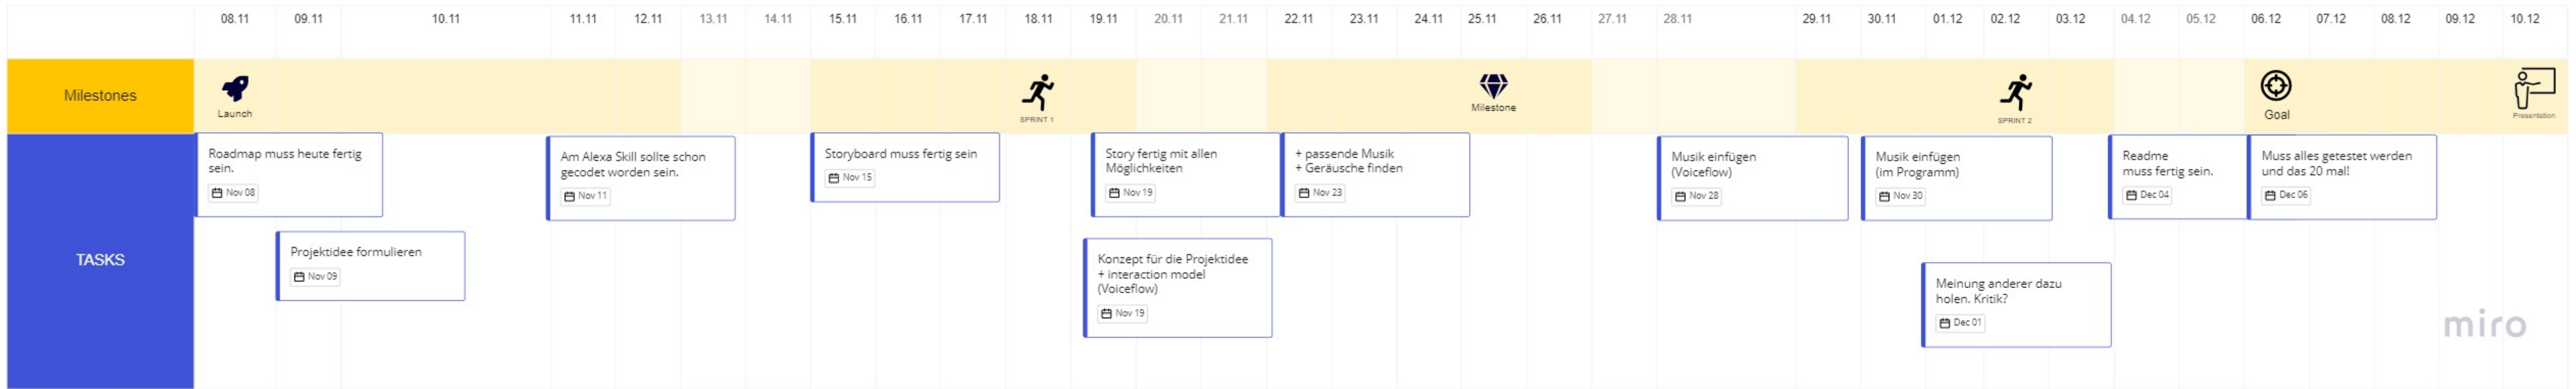 08.11 09.11 10.11 11.11 12.11 13.11 14.11 15.11 16.11 17.11 18.11 19.11 20.11 21.11 22.11 23.11 24.11 25.11 26.11 27.11 28.11 29.11 30.11 01.12 02.12 03.12 04.12 05.12 06.12 07.12 08.12 09.12 10.12
Milestones
Launch
SPRINT 1
Milestone
SPRINT 2
Goal
Presentation
TASKS
Roadmap muss heute fertig
sein.
Nov 08
Projektidee formulieren
Nov 09
Am Alexa Skill sollte schon
gecodet worden sein.
Nov 11
Storyboard muss fertig sein
Nov 15
Story fertig mit allen
Möglichkeiten
Nov 19
Konzept für die Projektidee
+ interaction model
(Voiceflow)
Nov 19
+ passende Musik
+ Geräusche finden
Nov 23
Musik einfügen
(Voiceflow)
Nov 28
Musik einfügen
(im Programm)
Nov 30
Meinung anderer dazu
holen. Kritik?
Dec 01
Readme
muss fertig sein.
Dec 04
Muss alles getestet werden
und das 20 mal!
Dec 06
miro